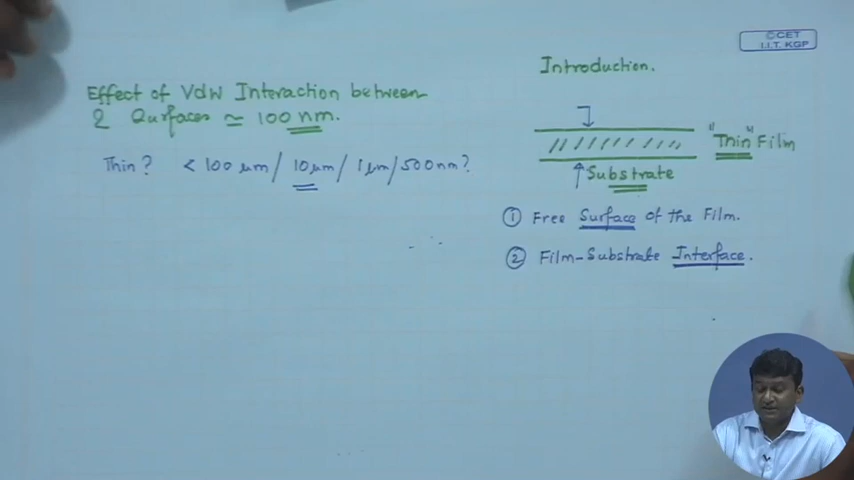 ©CET
I.I.T. KGP
Introduction.
Effect of VdW Interaction between
2 Surfaces ≃ 100 nm.
Thin? < 100 μm / 10 μm / 1 μm / 500 nm?
"Thin" Film
Substrate
① Free Surface of the Film.
② Film-Substrate Interface.